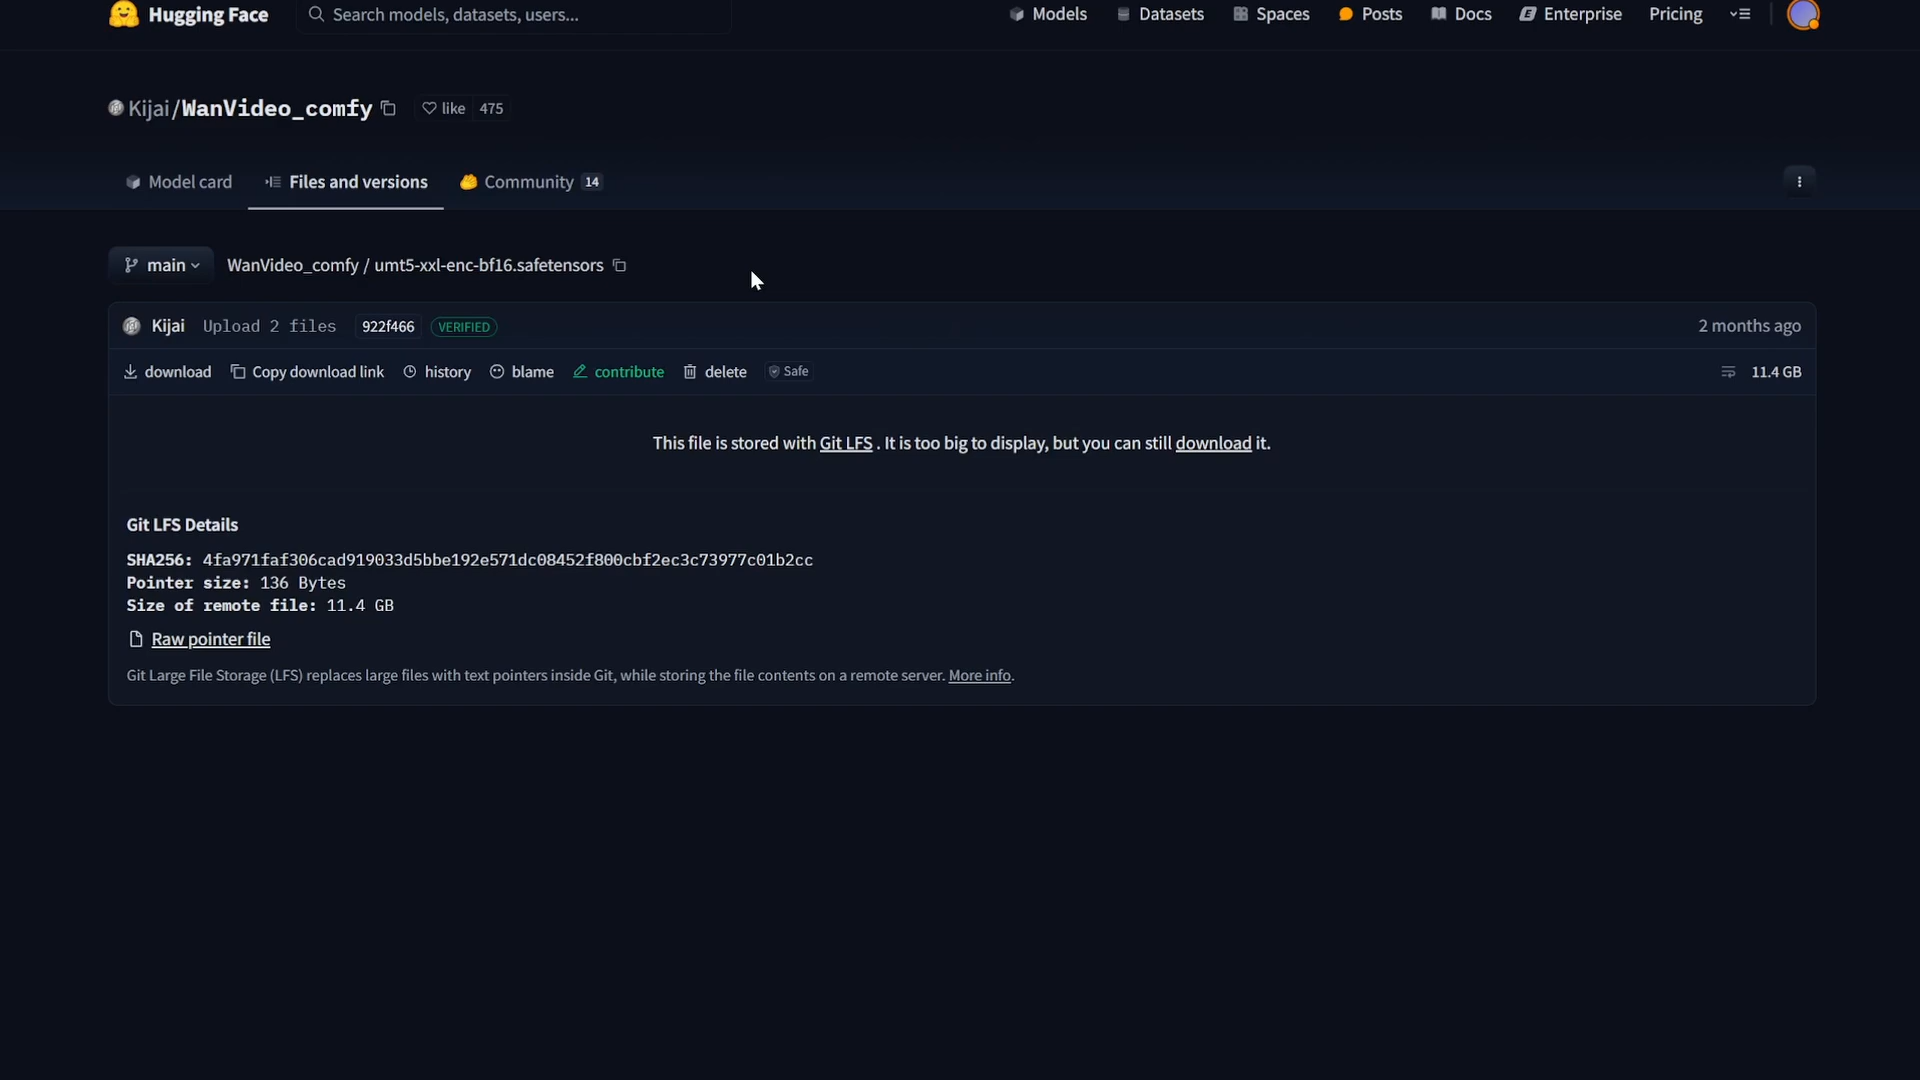 Hugging Face Search models, datasets, users... Models Datasets Spaces Posts Docs Enterprise Pricing
Kijai/WanVideo_comfy like 475
Model card Files and versions Community 14
main WanVideo_comfy / umt5-xxl-enc-bf16.safetensors
Kijai Upload 2 files 922f466 VERIFIED 2 months ago
download Copy download link history blame contribute delete Safe 11.4 GB
This file is stored with Git LFS . It is too big to display, but you can still download it.
Git LFS Details
SHA256: 4fa971faf306cad919033d5bbe192e571dc08452f800cbf2ec3c73977c01b2cc
Pointer size: 136 Bytes
Size of remote file: 11.4 GB
Raw pointer file
Git Large File Storage (LFS) replaces large files with text pointers inside Git, while storing the file contents on a remote server. More info.